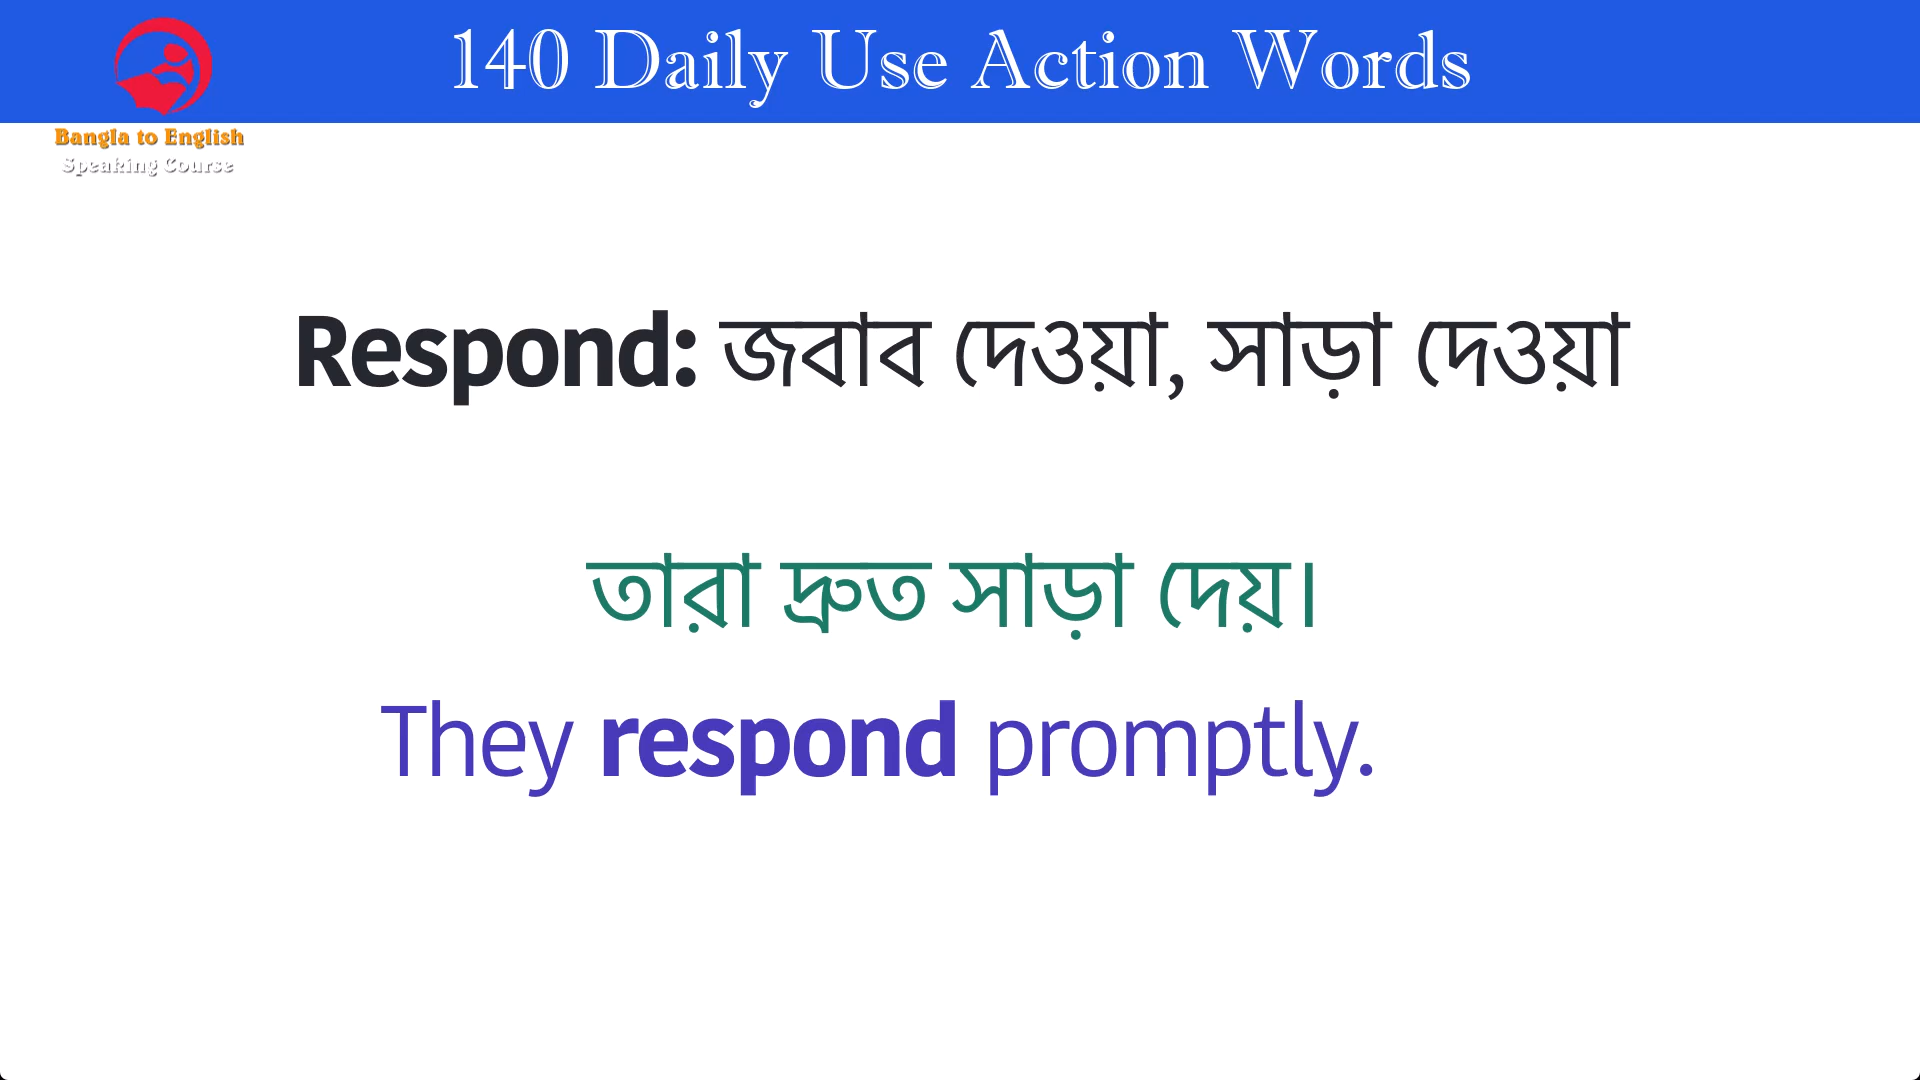 140 Daily Use Action Words
Bangla to English
Speaking Course
Respond: জবাব দেওয়া, সাড়া দেওয়া
তারা দ্রুত সাড়া দেয়।
They respond promptly.